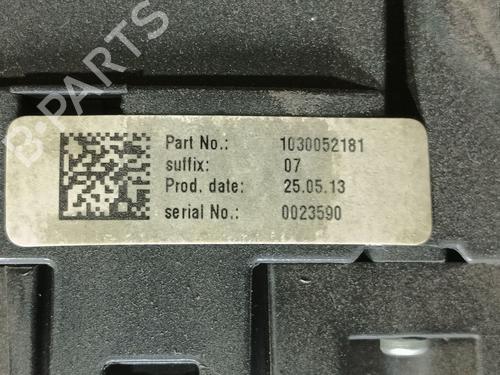 B-PARTS
Part No.: 1030052181
suffix: 07
Prod. date: 25.05.13
serial No.: 0023590